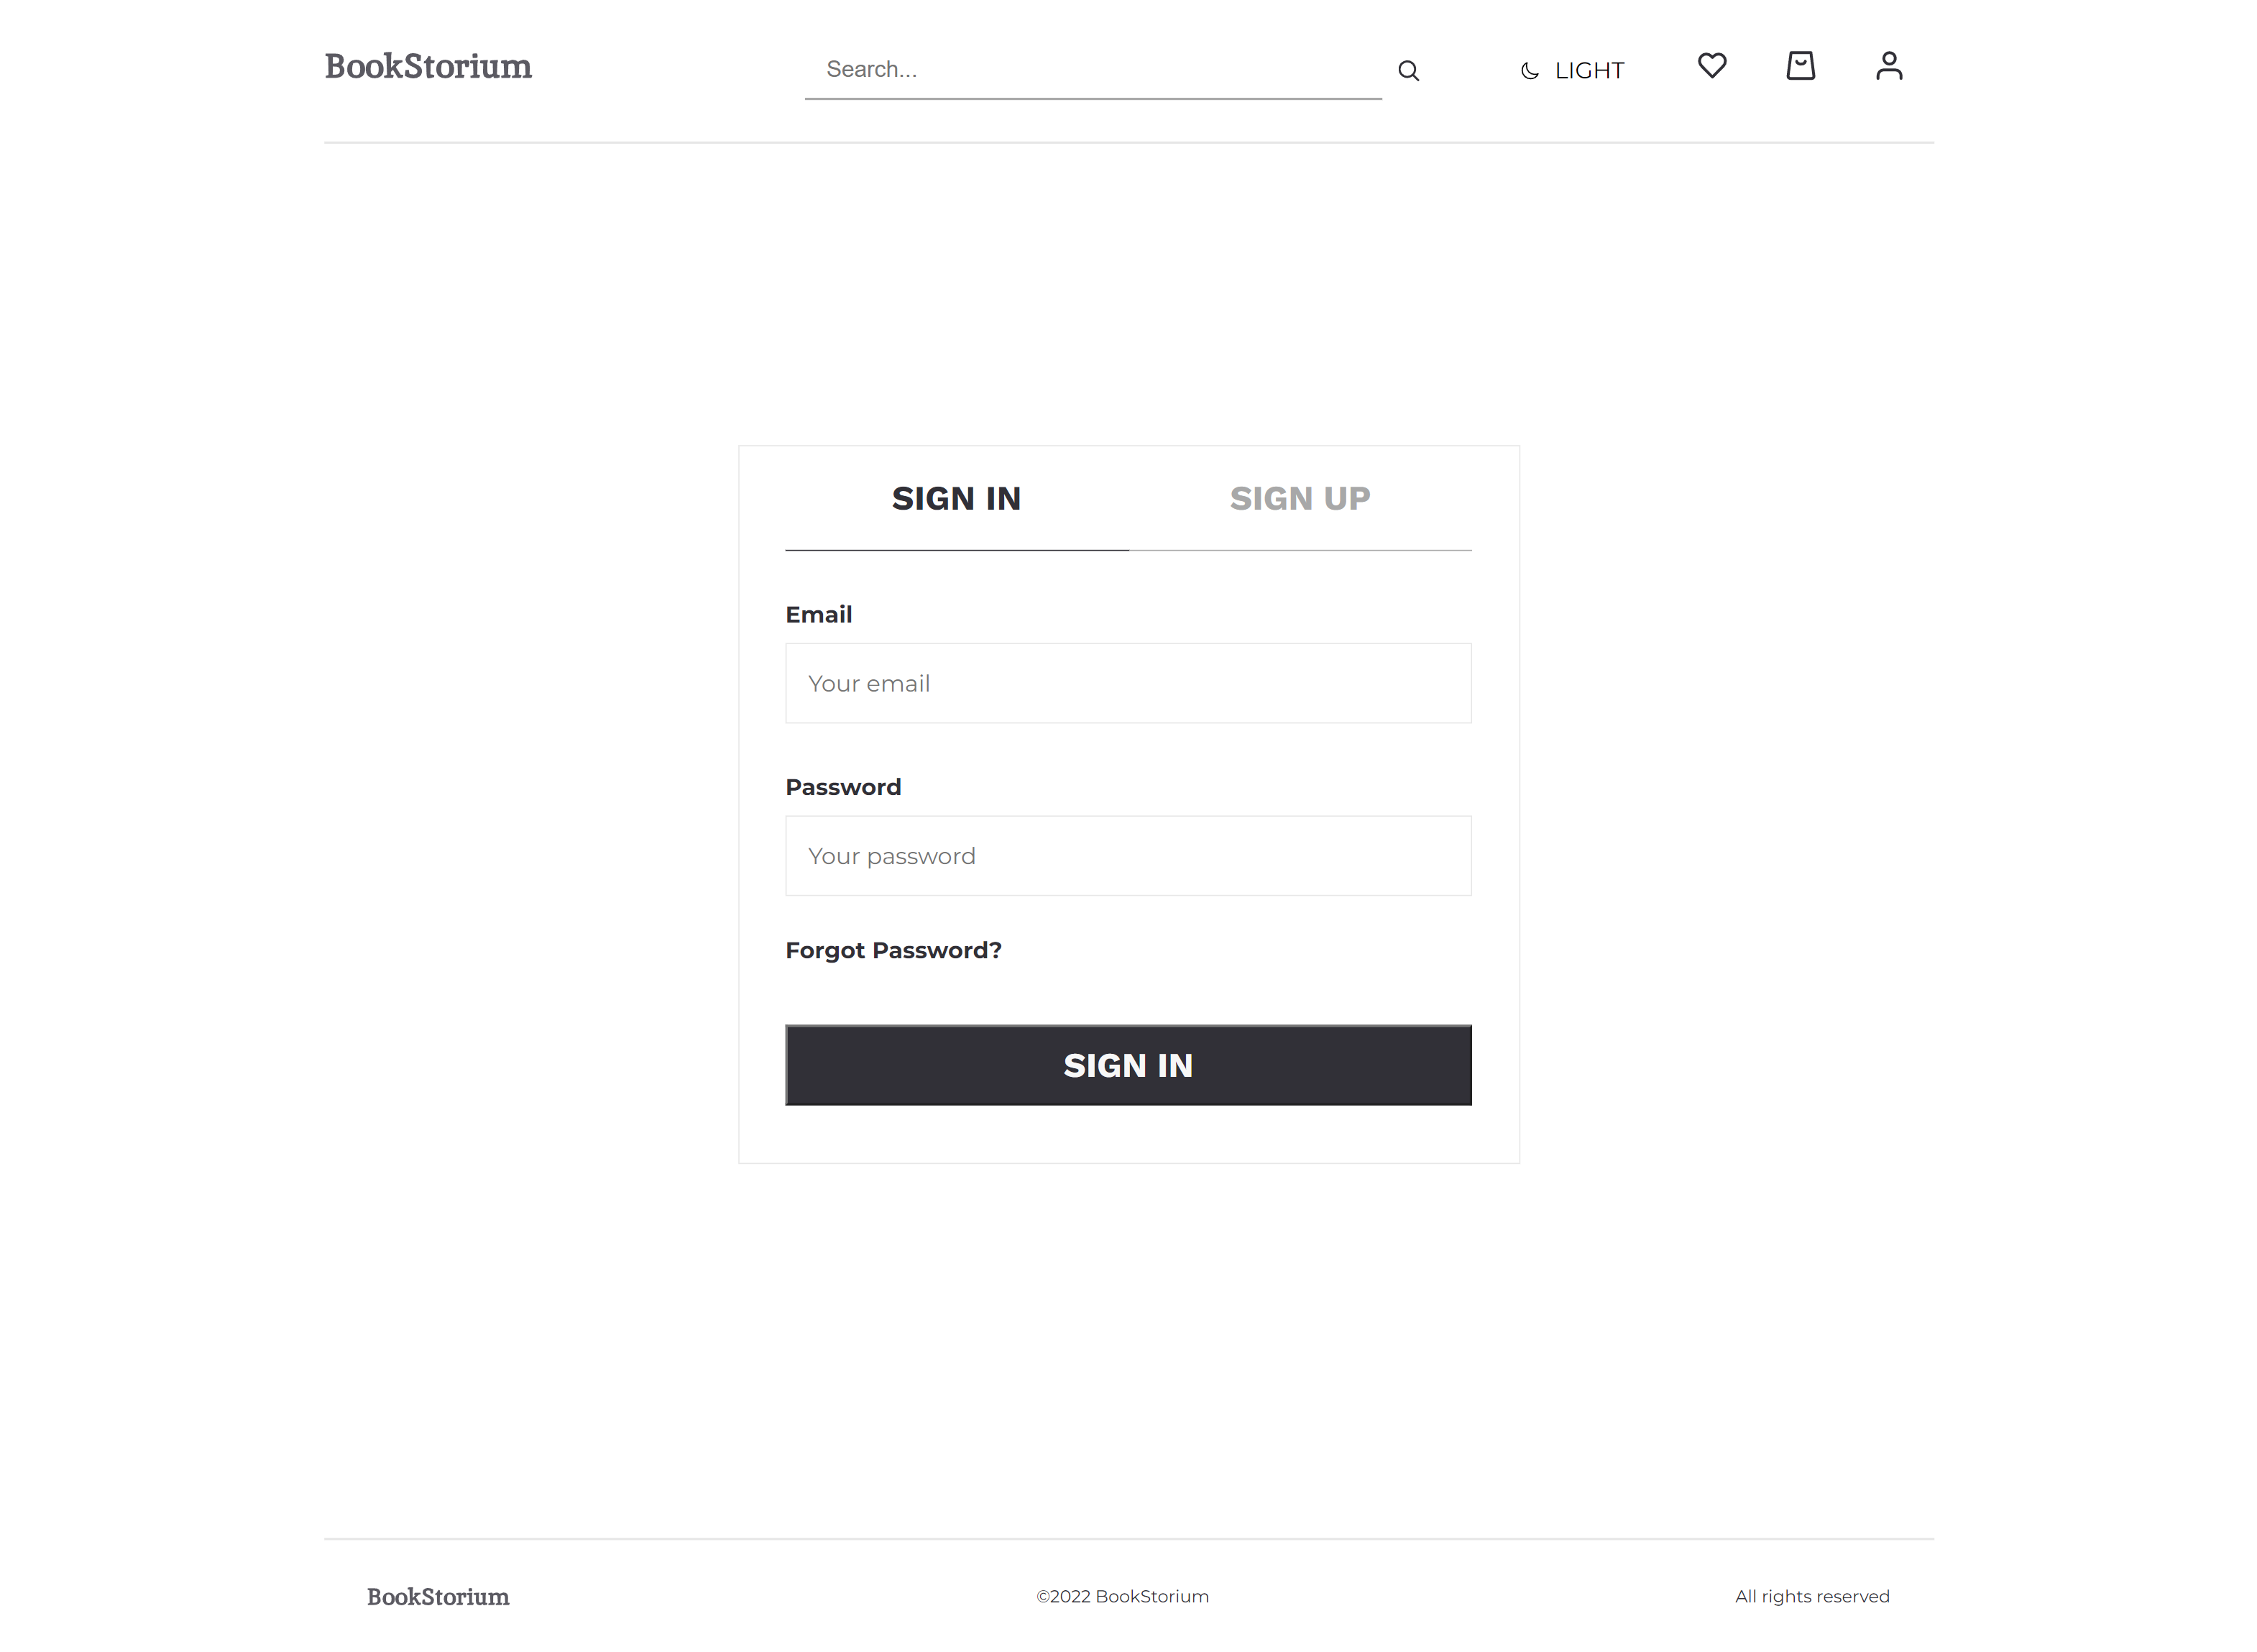 BookStorium
Search...
LIGHT
SIGN IN
SIGN UP
Email
Your email
Password
Your password
Forgot Password?
SIGN IN
BookStorium
©2022 BookStorium
All rights reserved